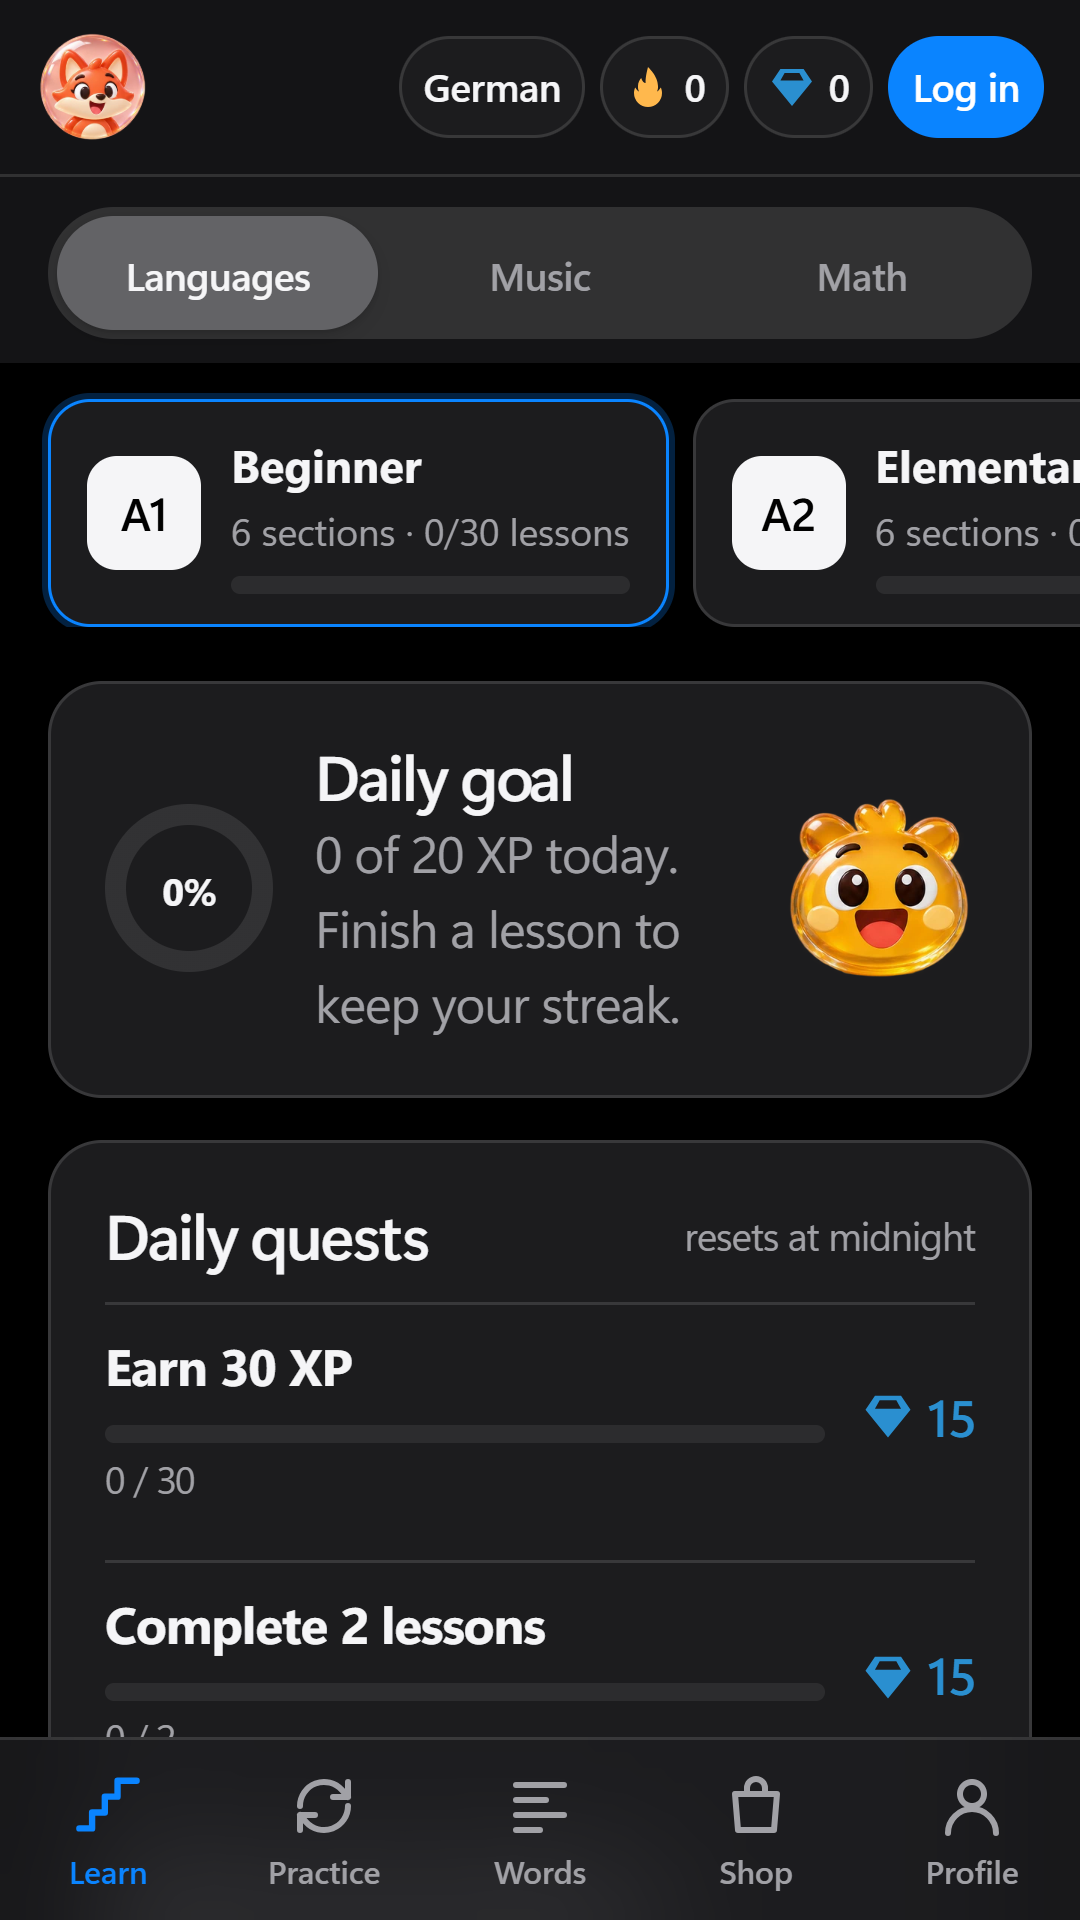 German
0
0
Log in
Languages
Music
Math
A1
Beginner
6 sections · 0/30 lessons
A2
6 sections ·
0%
Daily goal
0 of 20 XP today.
Finish a lesson to
keep your streak.
Daily quests
resets at midnight
Earn 30 XP
15
0 / 30
Complete 2 lessons
15
0 / 2
Learn
Practice
Words
Shop
Profile